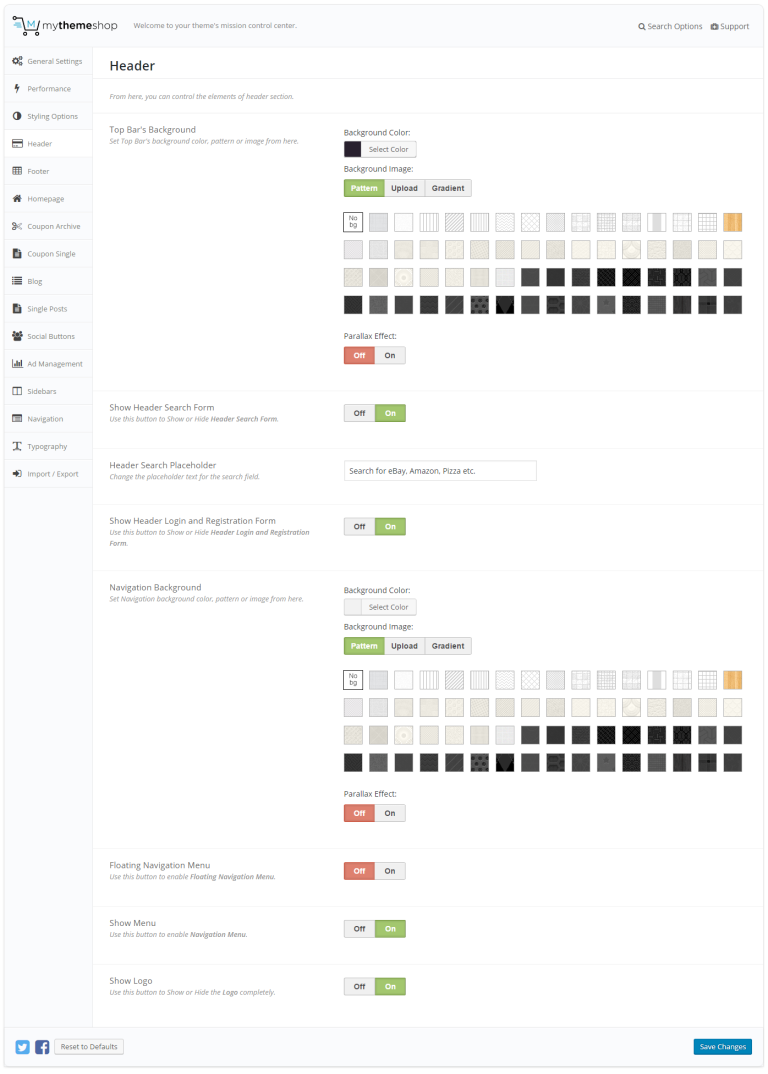 M mythemeshop
Welcome to your theme's mission control center.
Search Options
Support
General Settings
Performance
Styling Options
Header
Footer
Homepage
Coupon Archive
Coupon Single
Blog
Single Posts
Social Buttons
Ad Management
Sidebars
Navigation
Typography
Import / Export
Header
From here, you can control the elements of header section.
Top Bar's Background
Set Top Bar's background color, pattern or image from here.
Background Color:
Select Color
Background Image:
Pattern Upload Gradient
No
bg
Parallax Effect:
Off On
Show Header Search Form
Use this button to Show or Hide Header Search Form.
Off On
Header Search Placeholder
Change the placeholder text for the search field.
Search for eBay, Amazon, Pizza etc.
Show Header Login and Registration Form
Use this button to Show or Hide Header Login and Registration
Form.
Off On
Navigation Background
Set Navigation background color, pattern or image from here.
Background Color:
Select Color
Background Image:
Pattern Upload Gradient
No
bg
Parallax Effect:
Off On
Floating Navigation Menu
Use this button to enable Floating Navigation Menu.
Off On
Show Menu
Use this button to enable Navigation Menu.
Off On
Show Logo
Use this button to Show or Hide the Logo completely.
Off On
Reset to Defaults
Save Changes